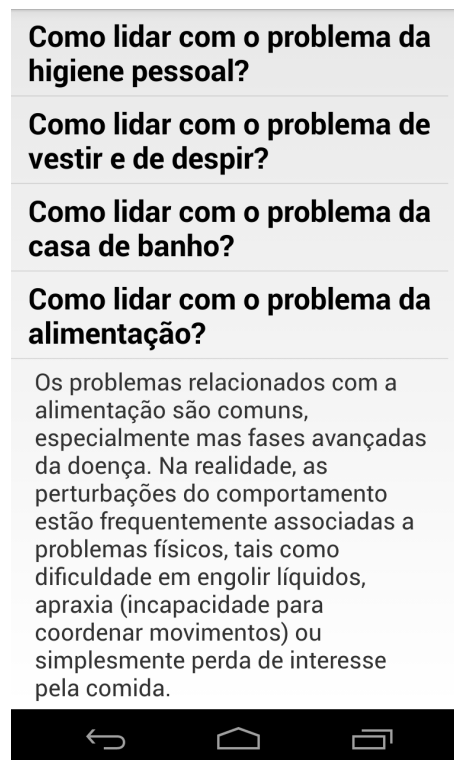 Como lidar com o problema da
higiene pessoal?
Como lidar com o problema de
vestir e de despir?
Como lidar com o problema da
casa de banho?
Como lidar com o problema da
alimentação?
Os problemas relacionados com a
alimentação são comuns,
especialmente mas fases avançadas
da doença. Na realidade, as
perturbações do comportamento
estão frequentemente associadas a
problemas físicos, tais como
dificuldade em engolir líquidos,
apraxia (incapacidade para
coordenar movimentos) ou
simplesmente perda de interesse
pela comida.